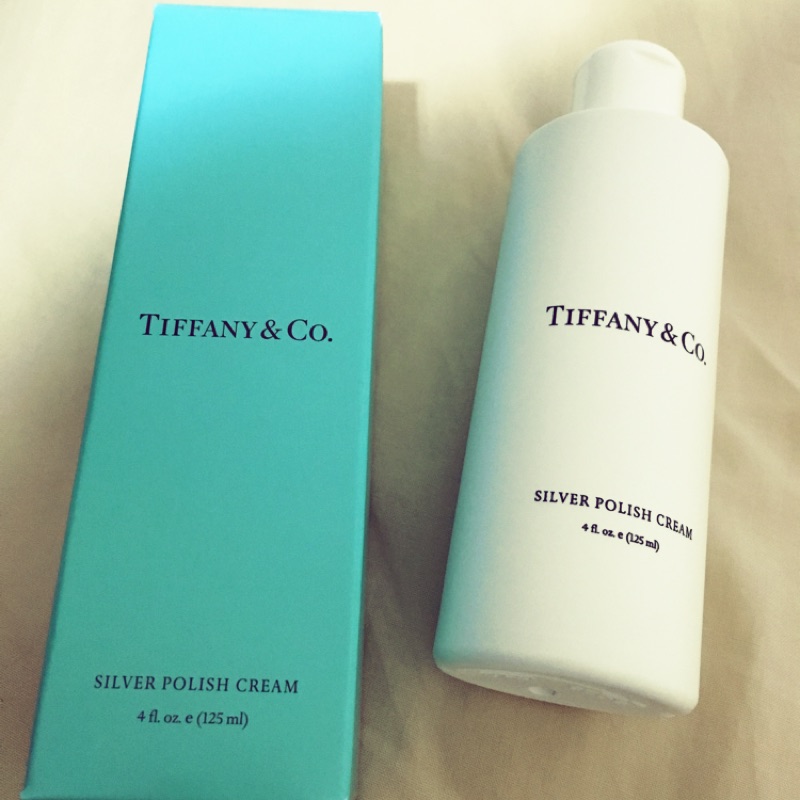 TIFFANY & CO.
SILVER POLISH CREAM
4 fl. oz. e (125 ml)
TIFFANY & CO.
SILVER POLISH CREAM
4 fl. oz. e (125 ml)